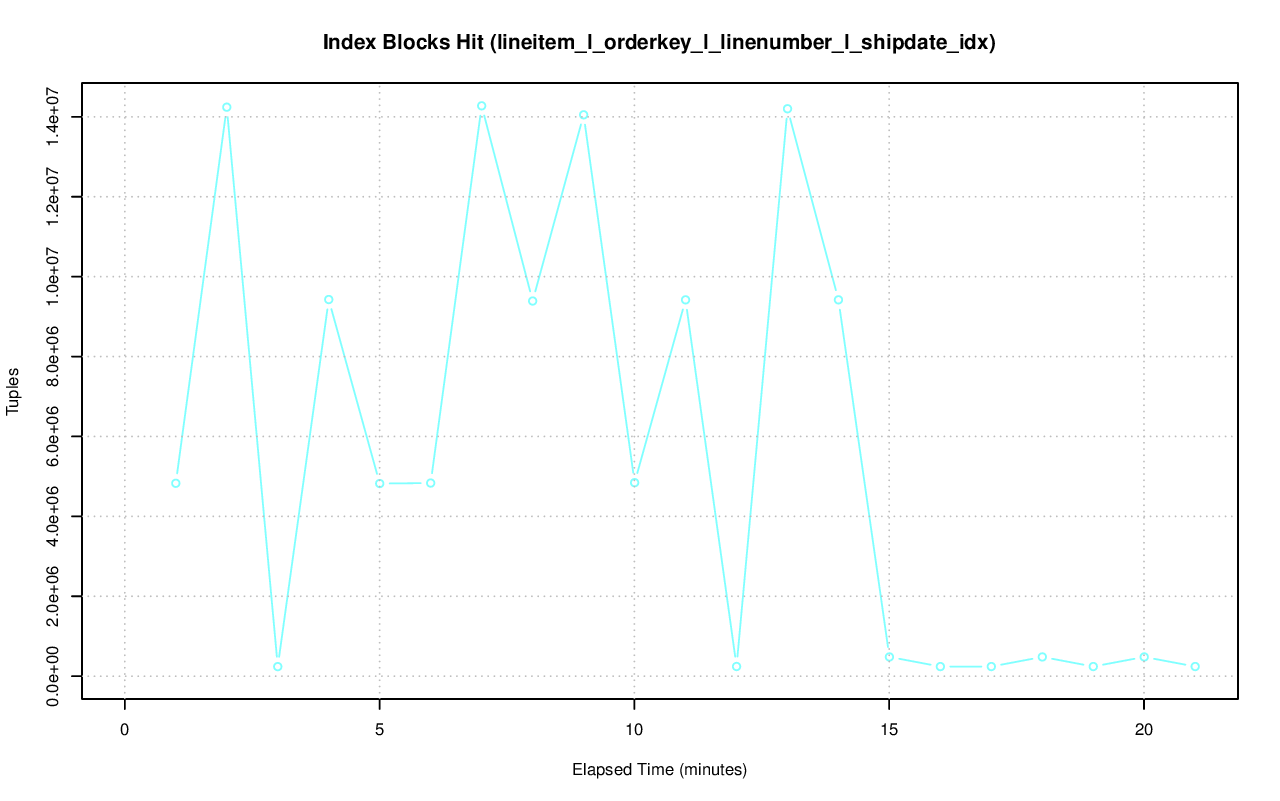 Index Blocks Hit (lineitem_l_orderkey_l_linenumber_l_shipdate_idx)
Tuples
1.4e+07
1.2e+07
1.0e+07
8.0e+06
6.0e+06
4.0e+06
2.0e+06
0.0e+00
0 5 10 15 20
Elapsed Time (minutes)